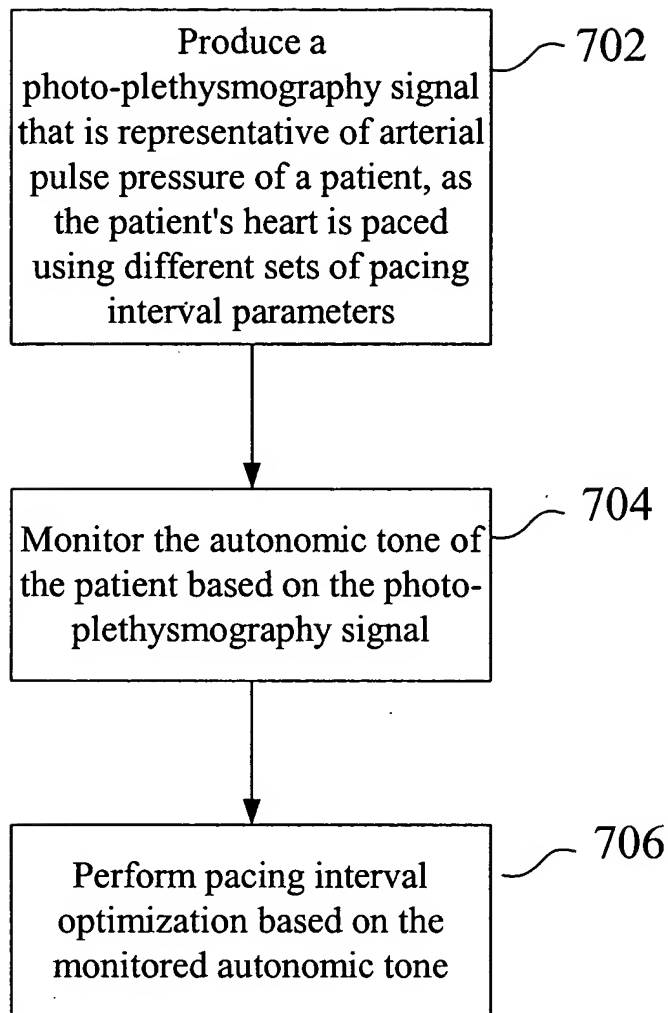 Produce a
photo-plethysmography signal
that is representative of arterial
pulse pressure of a patient, as
the patient's heart is paced
using different sets of pacing
interval parameters
702
Monitor the autonomic tone of
the patient based on the photo-
plethysmography signal
704
Perform pacing interval
optimization based on the
monitored autonomic tone
706